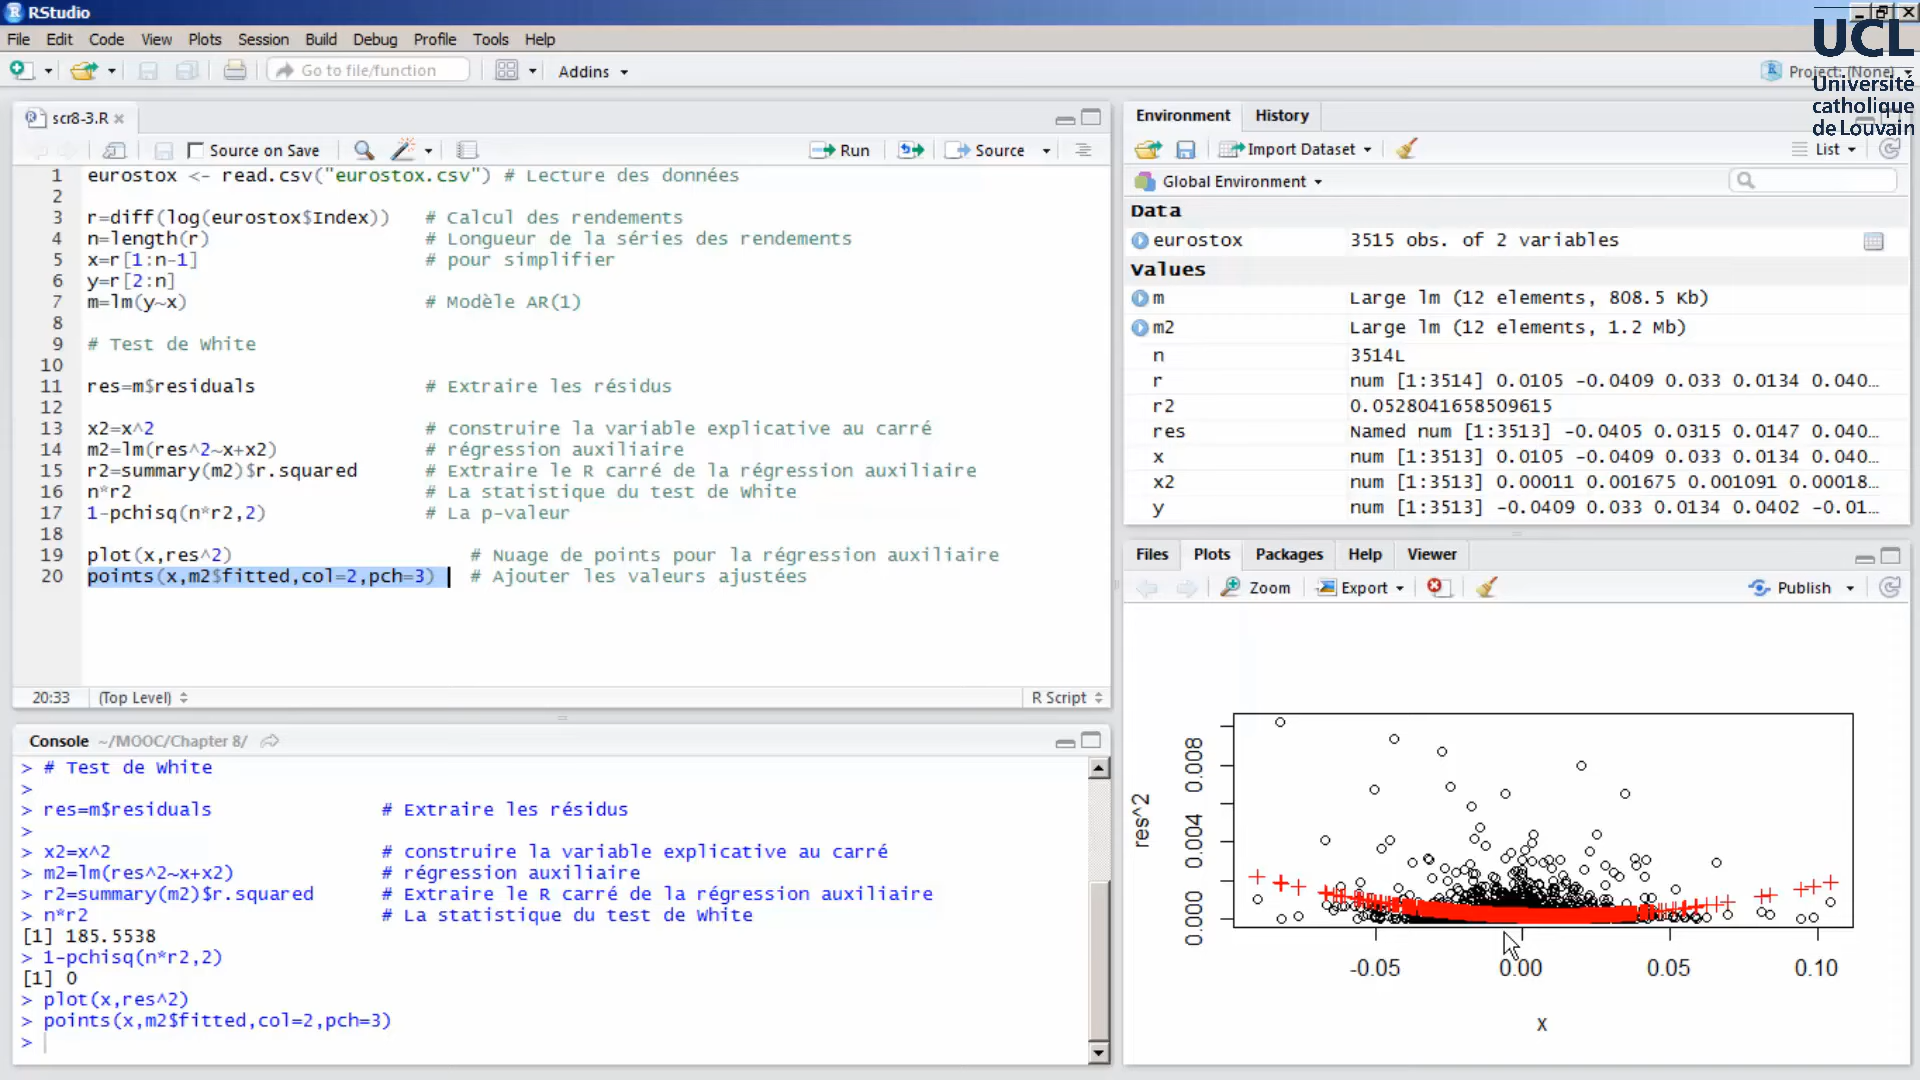 RStudio
File Edit Code View Plots Session Build Debug Profile Tools Help
Go to file/function Addins Project: (None)
UCL
Université
catholique
de Louvain
scr8-3.R
Source on Save Run Source
1 eurostox <- read.csv("eurostox.csv") # Lecture des données
2
3 r=diff(log(eurostox$Index)) # Calcul des rendements
4 n=length(r) # Longueur de la séries des rendements
5 x=r[1:n-1] # pour simplifier
6 y=r[2:n]
7 m=lm(y~x) # Modèle AR(1)
8
9 # Test de White
10
11 res=m$residuals # Extraire les résidus
12
13 x2=x^2 # construire la variable explicative au carré
14 m2=lm(res^2~x+x2) # régression auxiliaire
15 r2=summary(m2)$r.squared # Extraire le R carré de la régression auxiliaire
16 n*r2 # La statistique du test de White
17 1-pchisq(n*r2,2) # La p-valeur
18
19 plot(x,res^2) # Nuage de points pour la régression auxiliaire
20 points(x,m2$fitted,col=2,pch=3) # Ajouter les valeurs ajustées
20:33 (Top Level) R Script
Console ~/MOOC/Chapter 8/
> # Test de White
>
> res=m$residuals # Extraire les résidus
>
> x2=x^2 # construire la variable explicative au carré
> m2=lm(res^2~x+x2) # régression auxiliaire
> r2=summary(m2)$r.squared # Extraire le R carré de la régression auxiliaire
> n*r2 # La statistique du test de White
[1] 185.5538
> 1-pchisq(n*r2,2)
[1] 0
> plot(x,res^2)
> points(x,m2$fitted,col=2,pch=3)
>
Environment History
Import Dataset List
Global Environment
Data
eurostox 3515 obs. of 2 variables
Values
m Large lm (12 elements, 808.5 Kb)
m2 Large lm (12 elements, 1.2 Mb)
n 3514L
r num [1:3514] 0.0105 -0.0409 0.033 0.0134 0.040…
r2 0.0528041658509615
res Named num [1:3513] -0.0405 0.0315 0.0147 0.040…
x num [1:3513] 0.0105 -0.0409 0.033 0.0134 0.040…
x2 num [1:3513] 0.00011 0.001675 0.001091 0.00018…
y num [1:3513] -0.0409 0.033 0.0134 0.0402 -0.01…
Files Plots Packages Help Viewer
Zoom Export Publish
res^2
0.008
0.004
0.000
-0.05 0.00 0.05 0.10
x